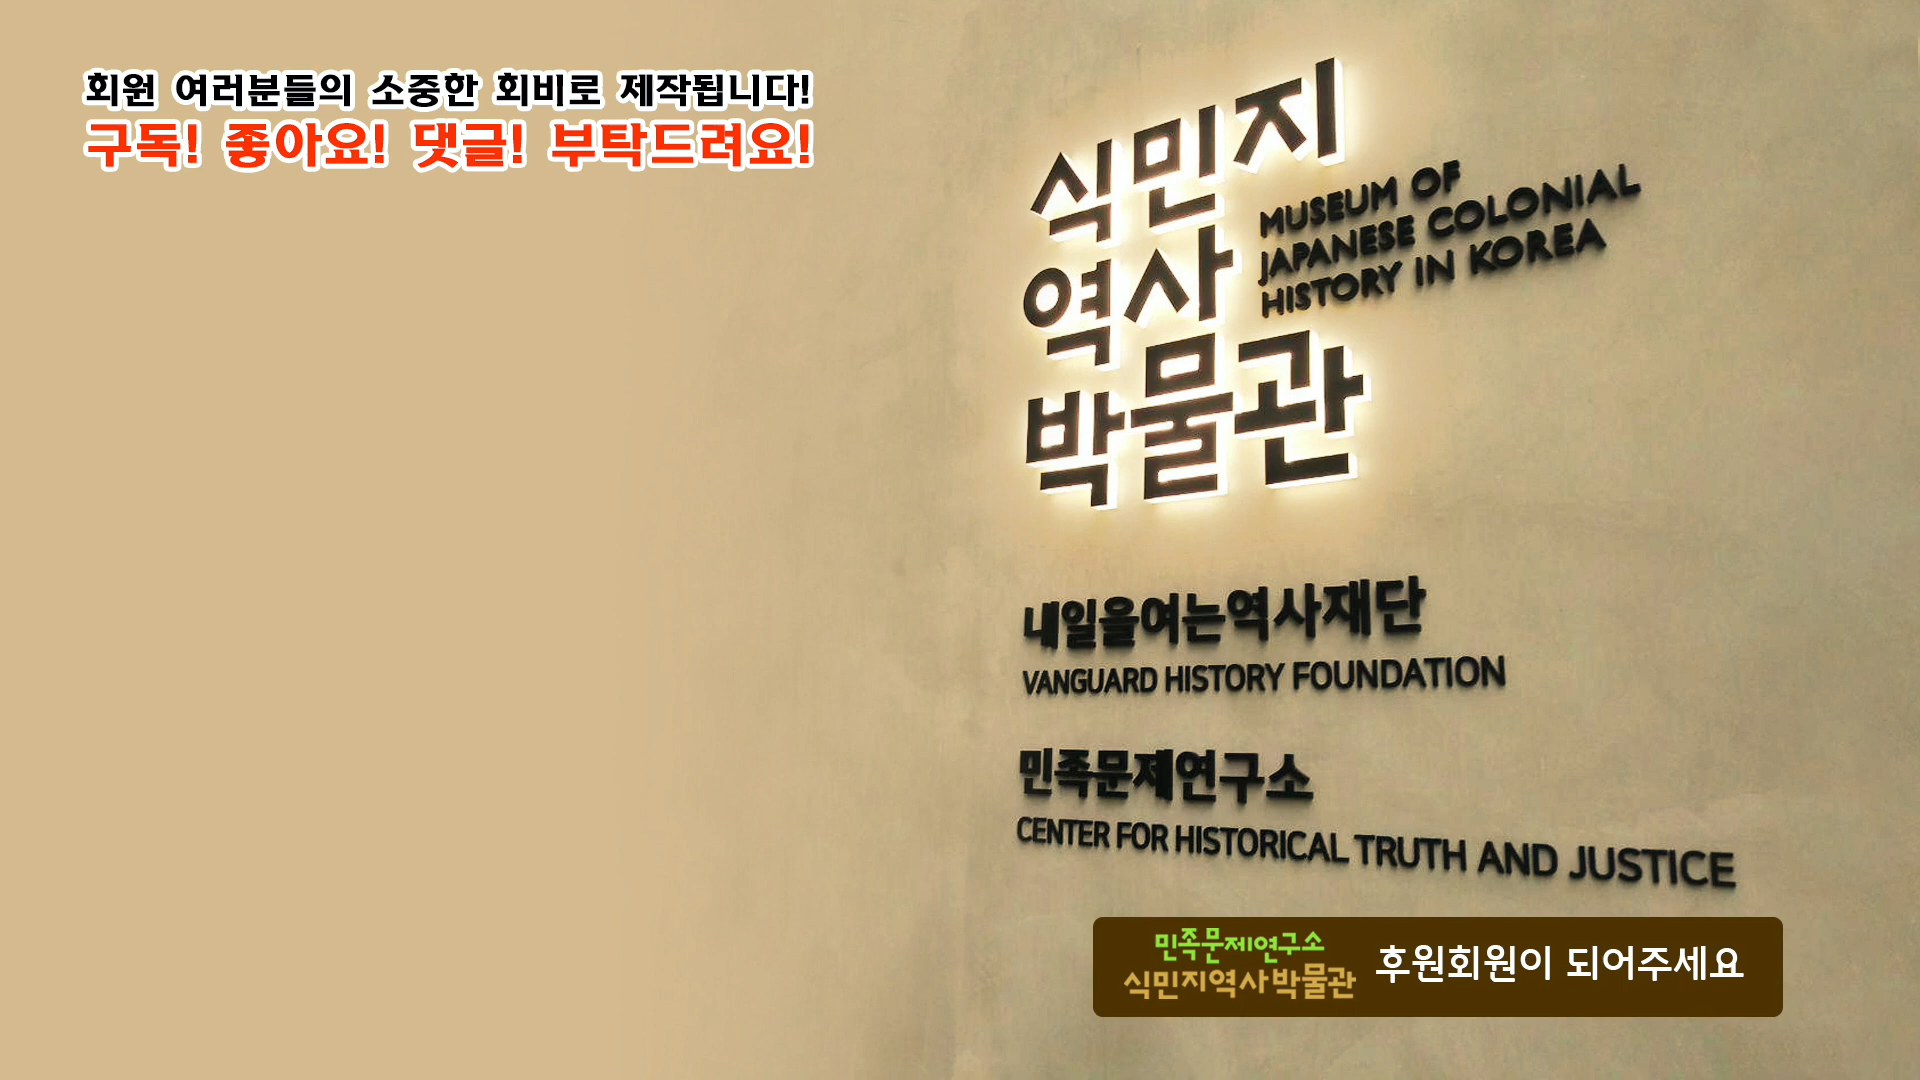 회원 여러분들의 소중한 회비로 제작됩니다!
구독! 좋아요! 댓글! 부탁드려요!
식민지
역사
박물관
MUSEUM OF
JAPANESE COLONIAL
HISTORY IN KOREA
내일을여는역사재단
VANGUARD HISTORY FOUNDATION
민족문제연구소
CENTER FOR HISTORICAL TRUTH AND JUSTICE
민족문제연구소
식민지역사박물관
후원회원이 되어주세요